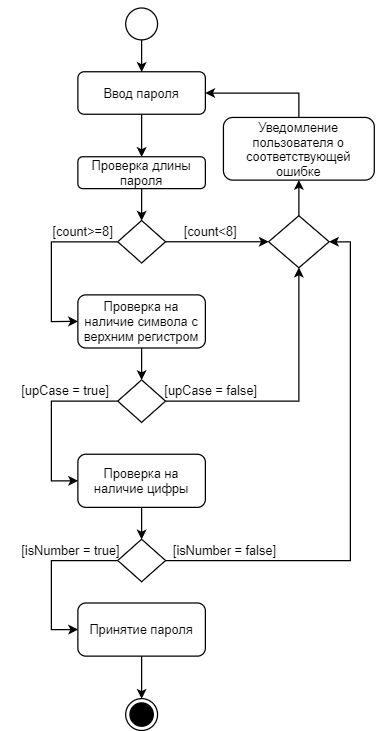 Ввод пароля
Уведомление
пользователя о
соответствующей
ошибке
Проверка длины
пароля
[count>=8]
[count<8]
Проверка на
наличие символа с
верхним регистром
[upCase = true]
[upCase = false]
Проверка на
наличие цифры
[isNumber = true]
[isNumber = false]
Принятие пароля